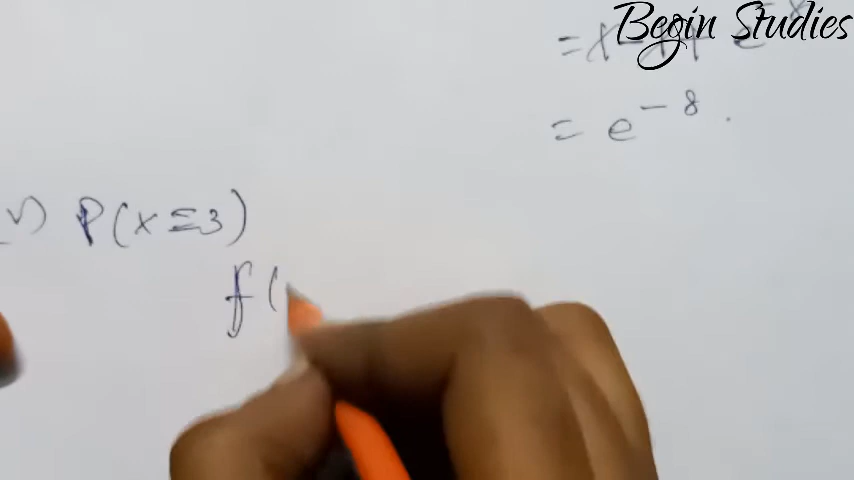 Begin Studies
= e^{-8}.
v) P(x = 3)
f(